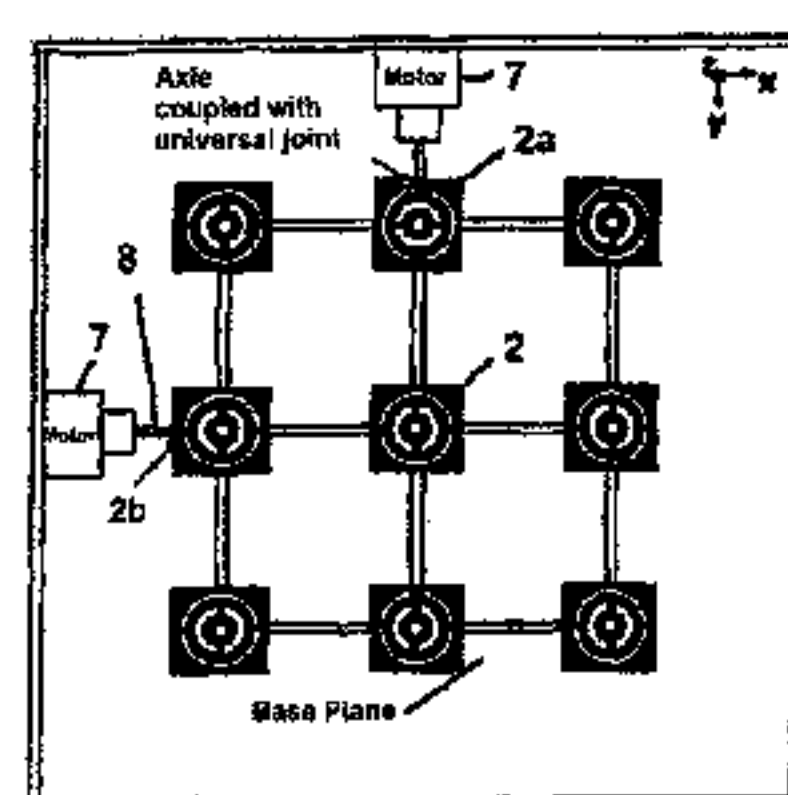 Axle
coupled with
universal joint
Motor
7
Z
X
Y
2a
8
7
2
Motor
2b
Base Plane